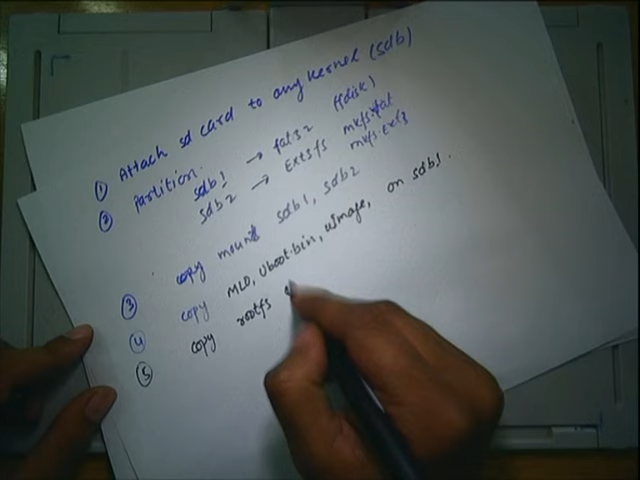 ① Attach sd card to any kernel (sdb)
② Partition.
sdb1 → fat32 (fdisk)
sdb2 → Ext3fs mkfs.fat
mkfs.ext3
③ copy mount sdb1, sdb2
④ copy MLO, Uboot.bin, uImage, on sdb1.
⑤ copy rootfs